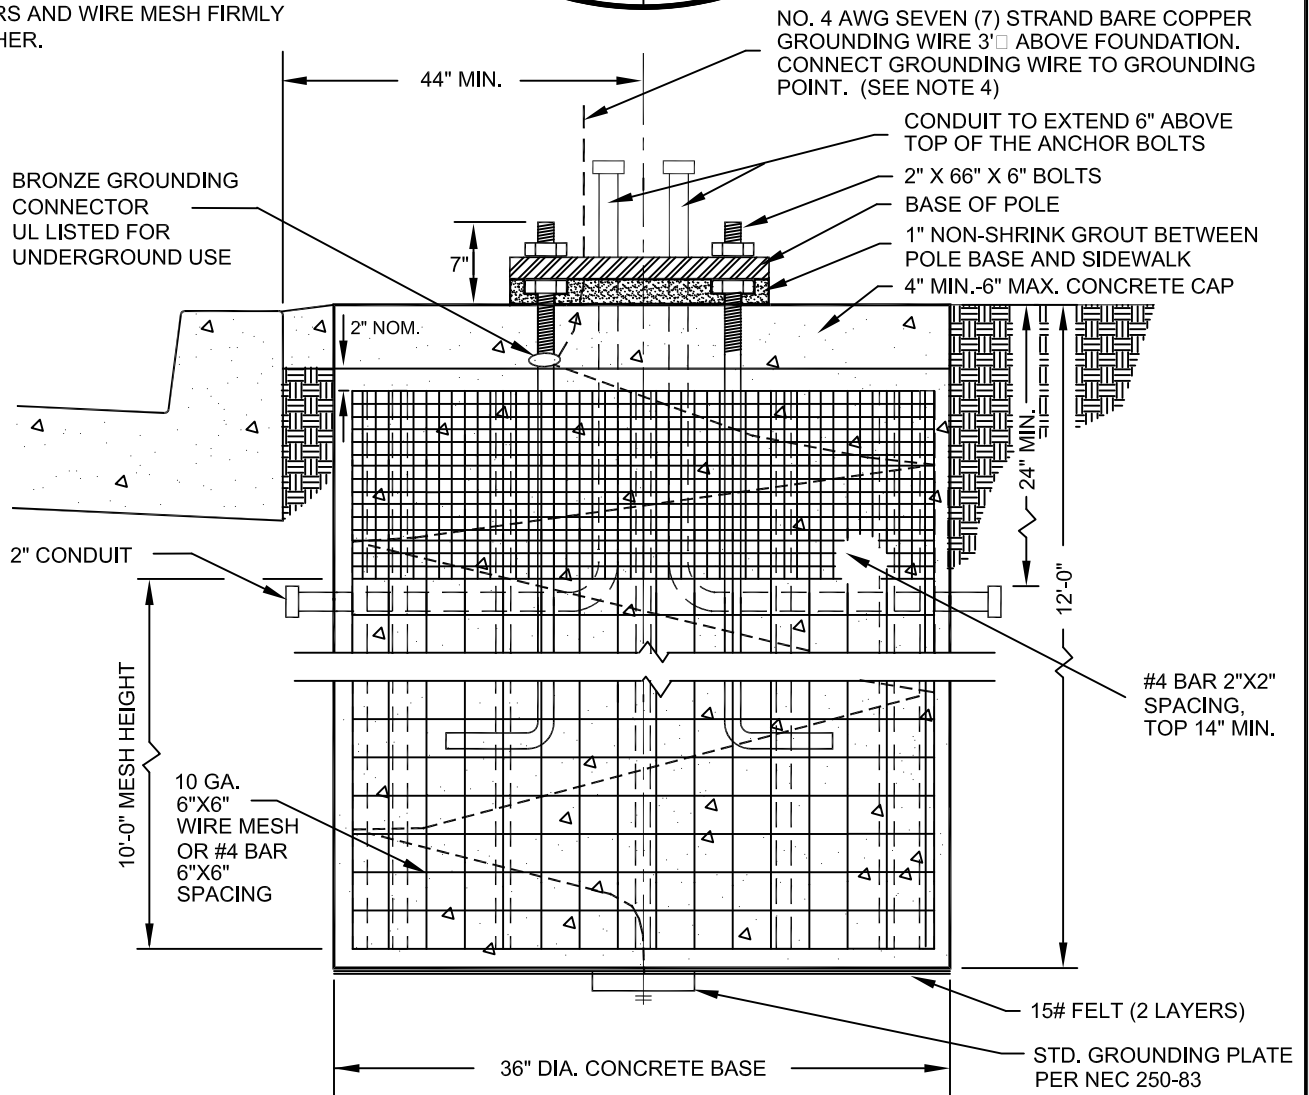 RS AND WIRE MESH FIRMLY
HER.
NO. 4 AWG SEVEN (7) STRAND BARE COPPER
GROUNDING WIRE 3'□ ABOVE FOUNDATION.
CONNECT GROUNDING WIRE TO GROUNDING
POINT. (SEE NOTE 4)
44" MIN.
CONDUIT TO EXTEND 6" ABOVE
TOP OF THE ANCHOR BOLTS
BRONZE GROUNDING
CONNECTOR
UL LISTED FOR
UNDERGROUND USE
2" X 66" X 6" BOLTS
BASE OF POLE
7"
1" NON-SHRINK GROUT BETWEEN
POLE BASE AND SIDEWALK
4" MIN.-6" MAX. CONCRETE CAP
2" NOM.
24" MIN.
2" CONDUIT
12'-0"
10'-0" MESH HEIGHT
#4 BAR 2"X2"
SPACING,
TOP 14" MIN.
10 GA.
6"X6"
WIRE MESH
OR #4 BAR
6"X6"
SPACING
15# FELT (2 LAYERS)
36" DIA. CONCRETE BASE
STD. GROUNDING PLATE
PER NEC 250-83